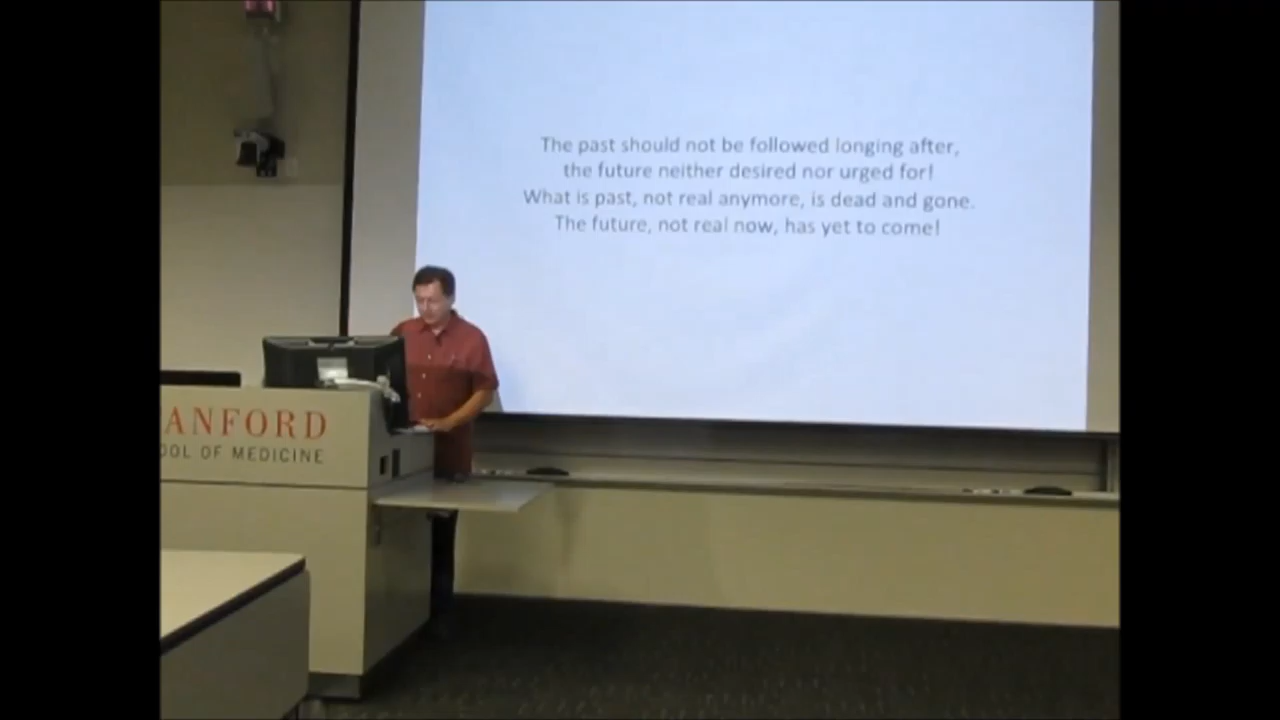 The past should not be followed longing after,
the future neither desired nor urged for!
What is past, not real anymore, is dead and gone.
The future, not real now, has yet to come!
ANFORD
OOL OF MEDICINE